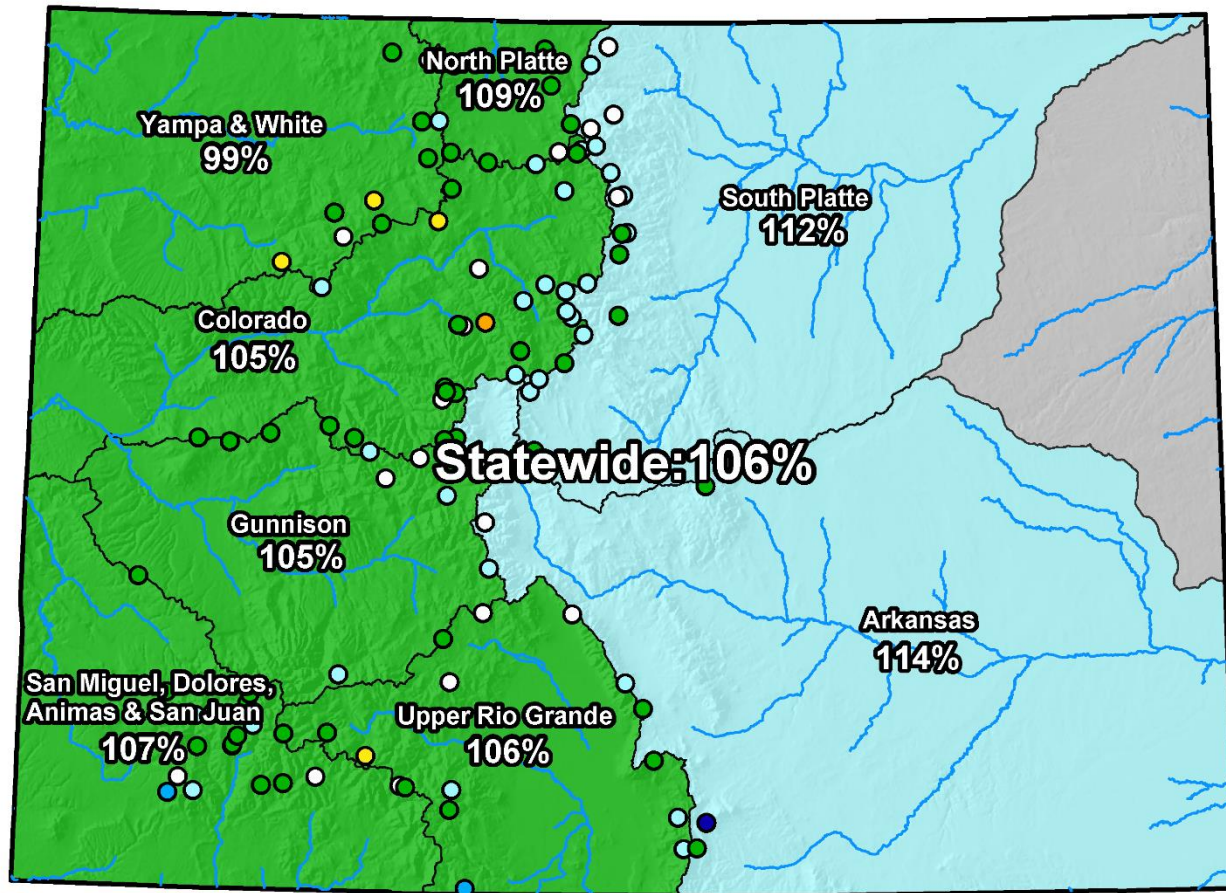 North Platte
109%
Yampa & White
99%
South Platte
112%
Colorado
105%
Statewide:106%
Gunnison
105%
Arkansas
114%
San Miguel, Dolores,
Animas & San Juan
107%
Upper Rio Grande
106%